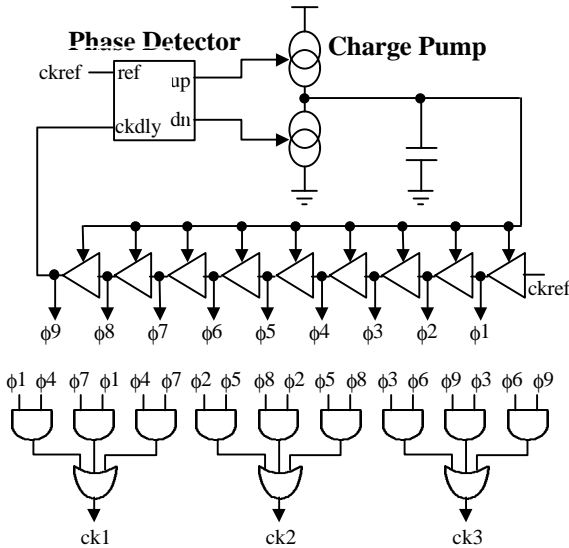 Phase Detector
Charge Pump
ckref
ref
up
dn
ckdly
ckref
ϕ9 ϕ8 ϕ7 ϕ6 ϕ5 ϕ4 ϕ3 ϕ2 ϕ1
ϕ1 ϕ4 ϕ7 ϕ1 ϕ4 ϕ7 ϕ2 ϕ5 ϕ8 ϕ2 ϕ5 ϕ8 ϕ3 ϕ6 ϕ9 ϕ3 ϕ6 ϕ9
ck1 ck2 ck3